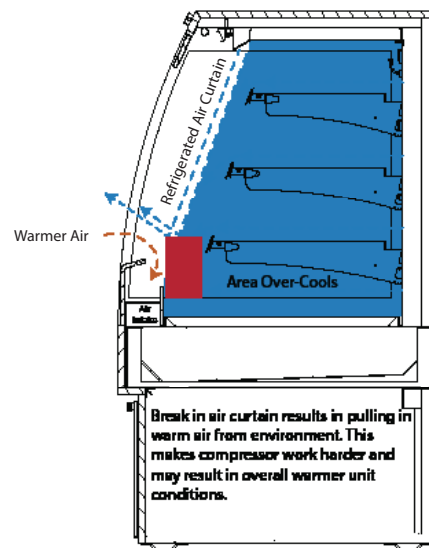 Refrigerated Air Curtain
Warmer Air
Area Over-Cools
Air
Intake
Break in air curtain results in pulling in
warm air from environment. This
makes compressor work harder and
may result in overall warmer unit
conditions.